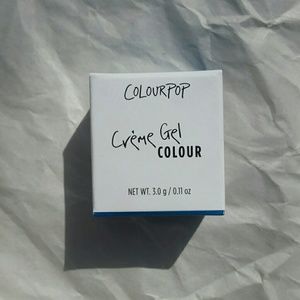 COLOURPOP
Crème Gel
COLOUR
NET WT. 3.0 g / 0.11 oz